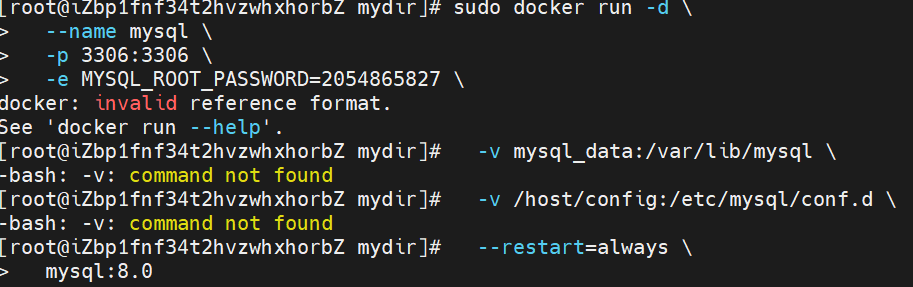 [root@iZbp1fnf34t2hvzwhxhorbZ mydir]# sudo docker run -d \
>   --name mysql \
>   -p 3306:3306 \
>   -e MYSQL_ROOT_PASSWORD=2054865827 \
docker: invalid reference format.
See 'docker run --help'.
[root@iZbp1fnf34t2hvzwhxhorbZ mydir]#   -v mysql_data:/var/lib/mysql \
-bash: -v: command not found
[root@iZbp1fnf34t2hvzwhxhorbZ mydir]#   -v /host/config:/etc/mysql/conf.d \
-bash: -v: command not found
[root@iZbp1fnf34t2hvzwhxhorbZ mydir]#   --restart=always \
>   mysql:8.0